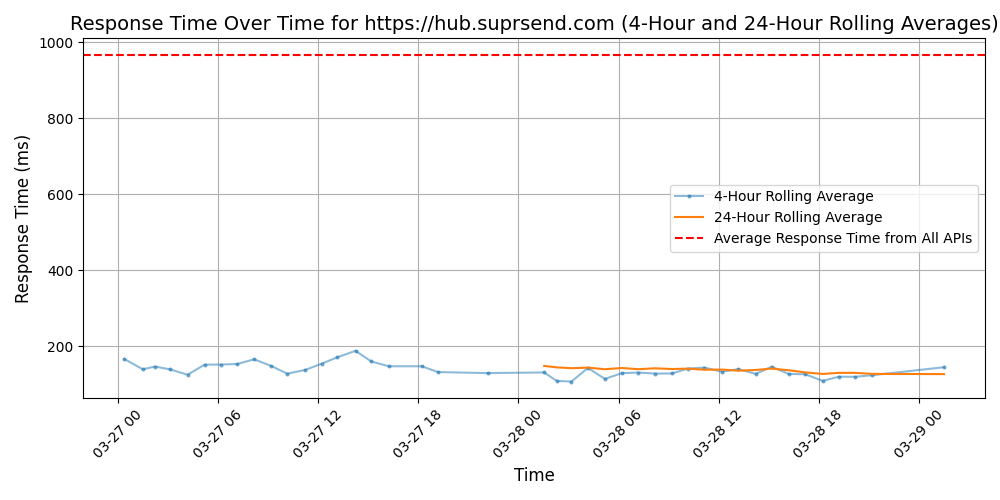 Response Time Over Time for https://hub.suprsend.com (4-Hour and 24-Hour Rolling Averages)
Response Time (ms)
1000
800
600
400
200
4-Hour Rolling Average
24-Hour Rolling Average
Average Response Time from All APIs
03-27 00
03-27 06
03-27 12
03-27 18
03-28 00
03-28 06
03-28 12
03-28 18
03-29 00
Time